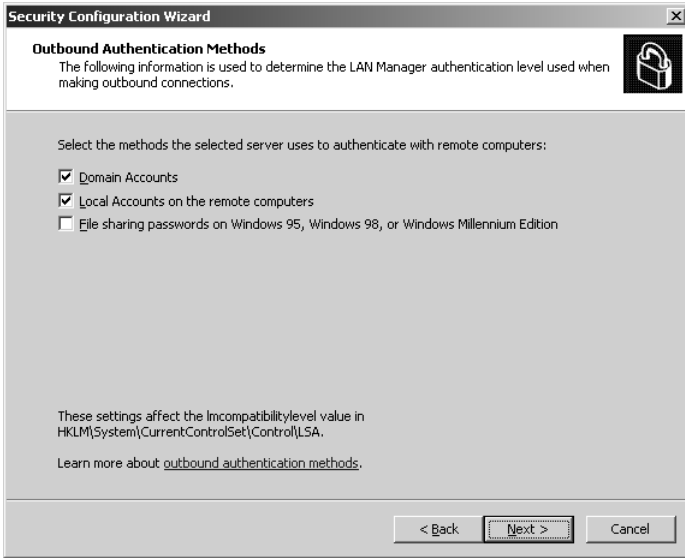 Security Configuration Wizard
Outbound Authentication Methods
The following information is used to determine the LAN Manager authentication level used when
making outbound connections.
Select the methods the selected server uses to authenticate with remote computers:
Domain Accounts
Local Accounts on the remote computers
File sharing passwords on Windows 95, Windows 98, or Windows Millennium Edition
These settings affect the lmcompatibilitylevel value in
HKLM\System\CurrentControlSet\Control\LSA.
Learn more about outbound authentication methods.
< Back Next > Cancel